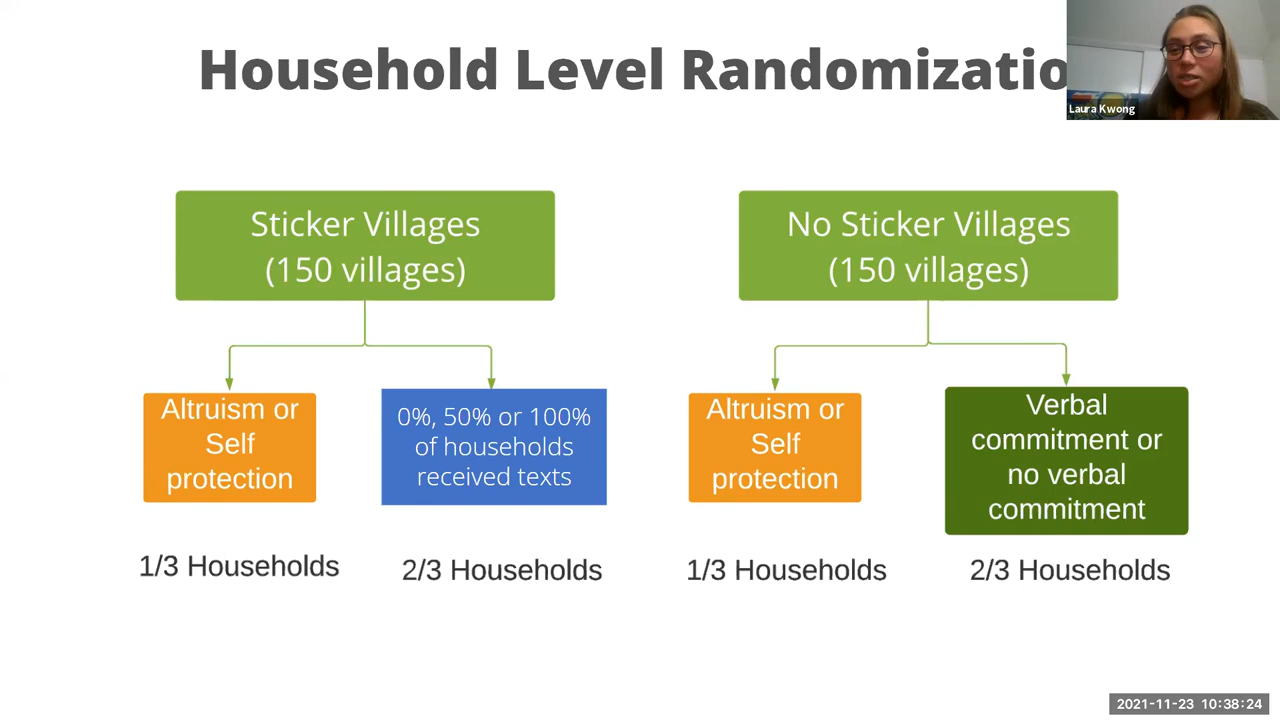 Household Level Randomizatio
Laura Kwong
Sticker Villages
(150 villages)
No Sticker Villages
(150 villages)
Altruism or
Self
protection
0%, 50% or 100%
of households
received texts
Altruism or
Self
protection
Verbal
commitment or
no verbal
commitment
1/3 Households
2/3 Households
1/3 Households
2/3 Households
2021-11-23 10:38:24